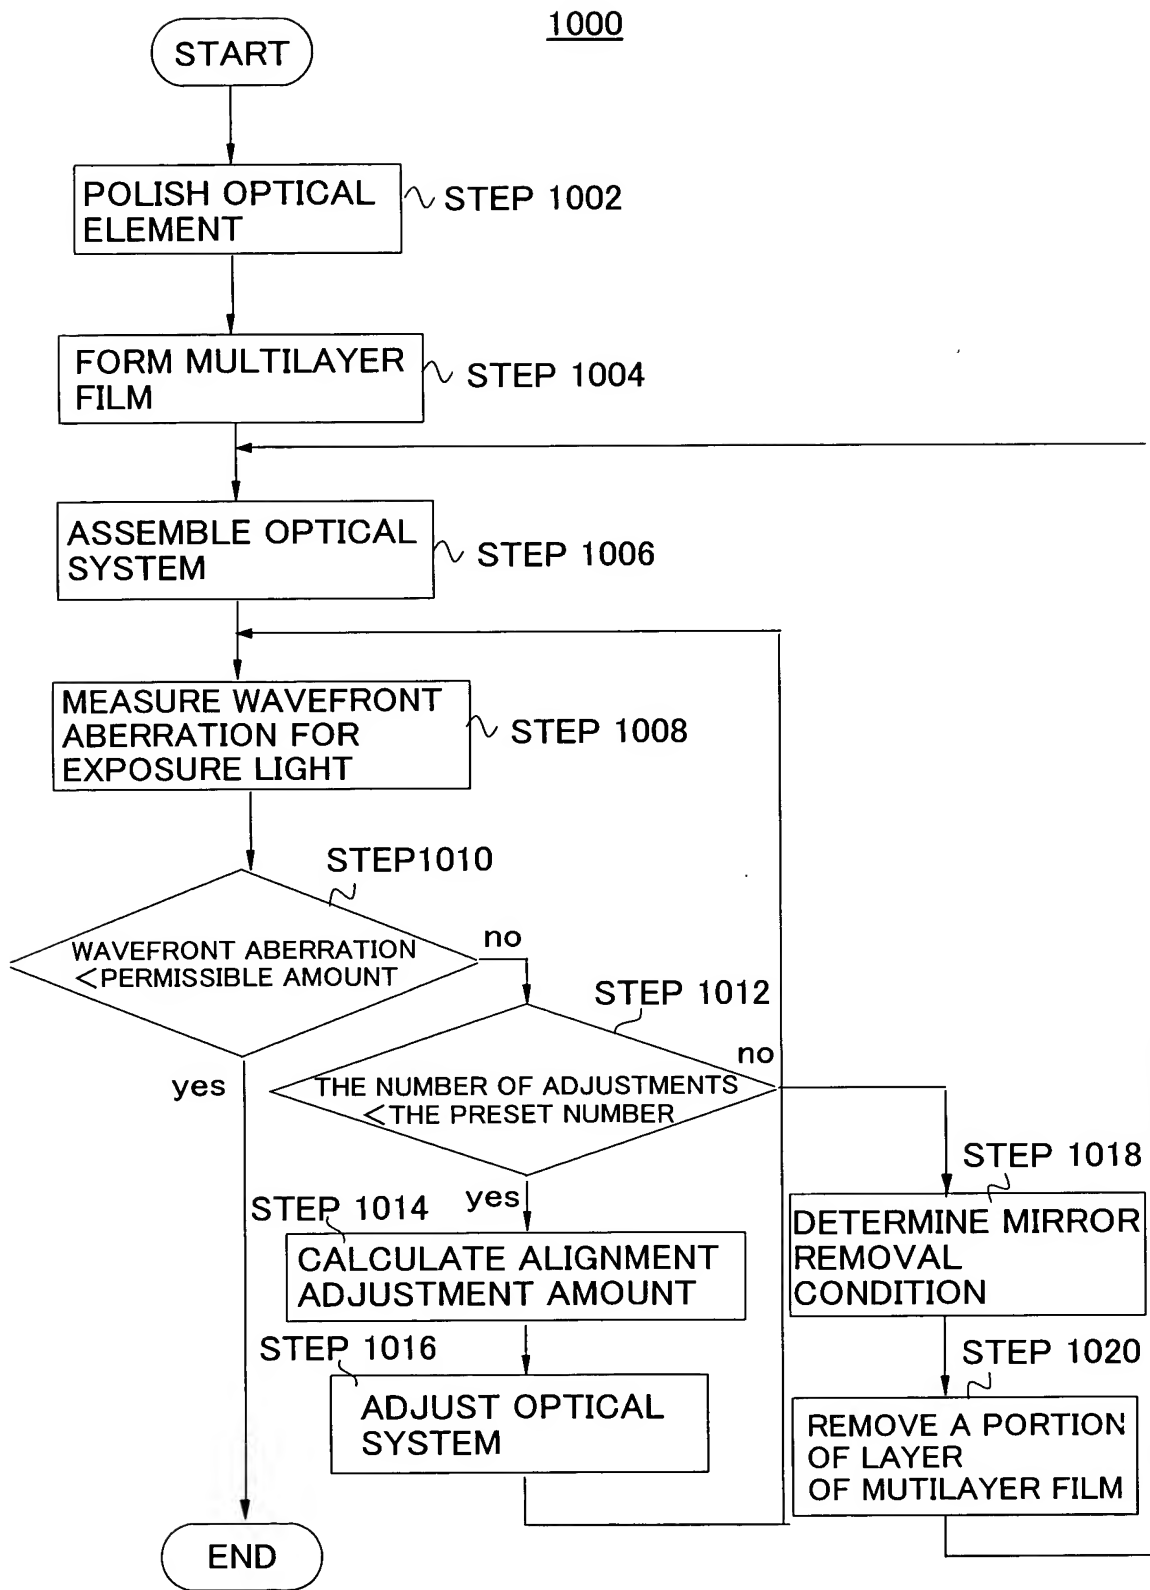 1000
START
POLISH OPTICAL
ELEMENT
STEP 1002
FORM MULTILAYER
FILM
STEP 1004
ASSEMBLE OPTICAL
SYSTEM
STEP 1006
MEASURE WAVEFRONT
ABERRATION FOR
EXPOSURE LIGHT
STEP 1008
STEP1010
WAVEFRONT ABERRATION
<PERMISSIBLE AMOUNT
no
yes
STEP 1012
THE NUMBER OF ADJUSTMENTS
<THE PRESET NUMBER
no
yes
STEP 1014
CALCULATE ALIGNMENT
ADJUSTMENT AMOUNT
STEP 1016
ADJUST OPTICAL
SYSTEM
STEP 1018
DETERMINE MIRROR
REMOVAL
CONDITION
STEP 1020
REMOVE A PORTION
OF LAYER
OF MUTILAYER FILM
END